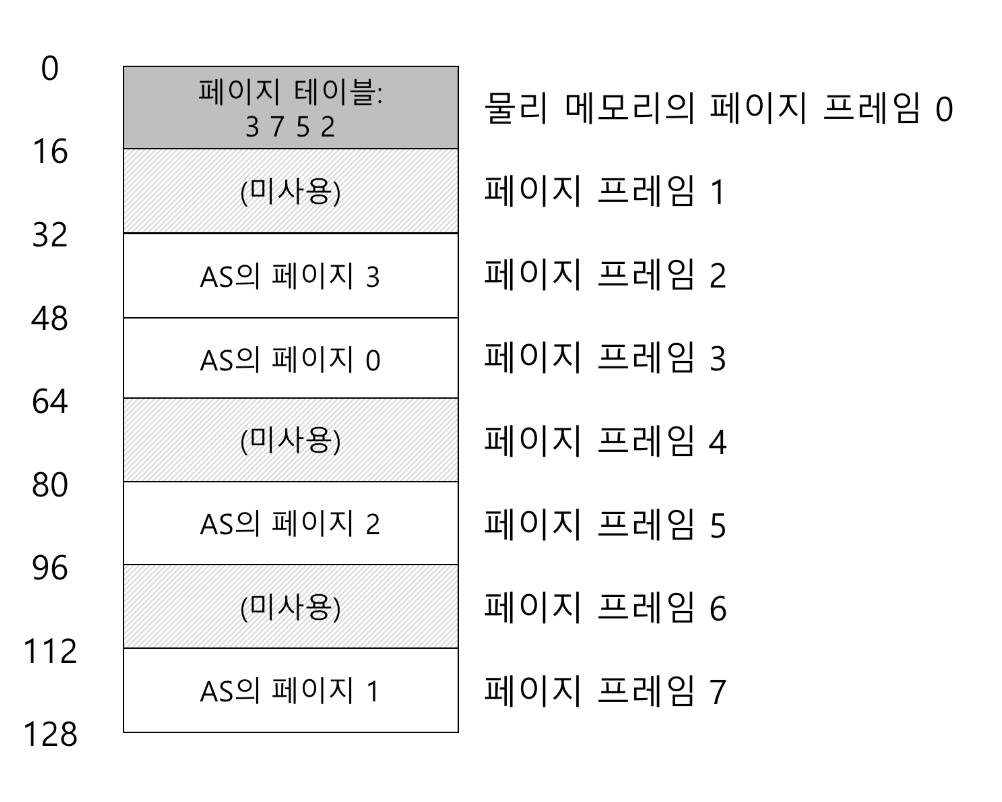 0
페이지 테이블:
3 7 5 2
물리 메모리의 페이지 프레임 0
16
(미사용)
페이지 프레임 1
32
AS의 페이지 3
페이지 프레임 2
48
AS의 페이지 0
페이지 프레임 3
64
(미사용)
페이지 프레임 4
80
AS의 페이지 2
페이지 프레임 5
96
(미사용)
페이지 프레임 6
112
AS의 페이지 1
페이지 프레임 7
128